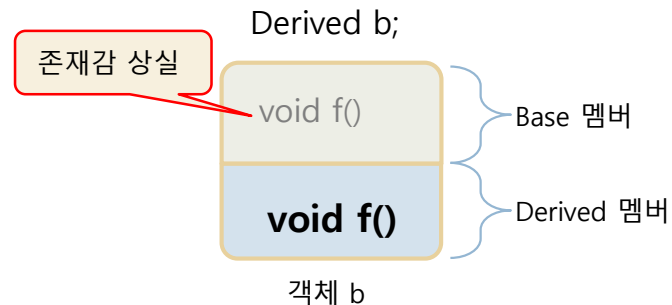 Derived b;
존재감 상실
void f()
Base 멤버
void f()
Derived 멤버
객체 b